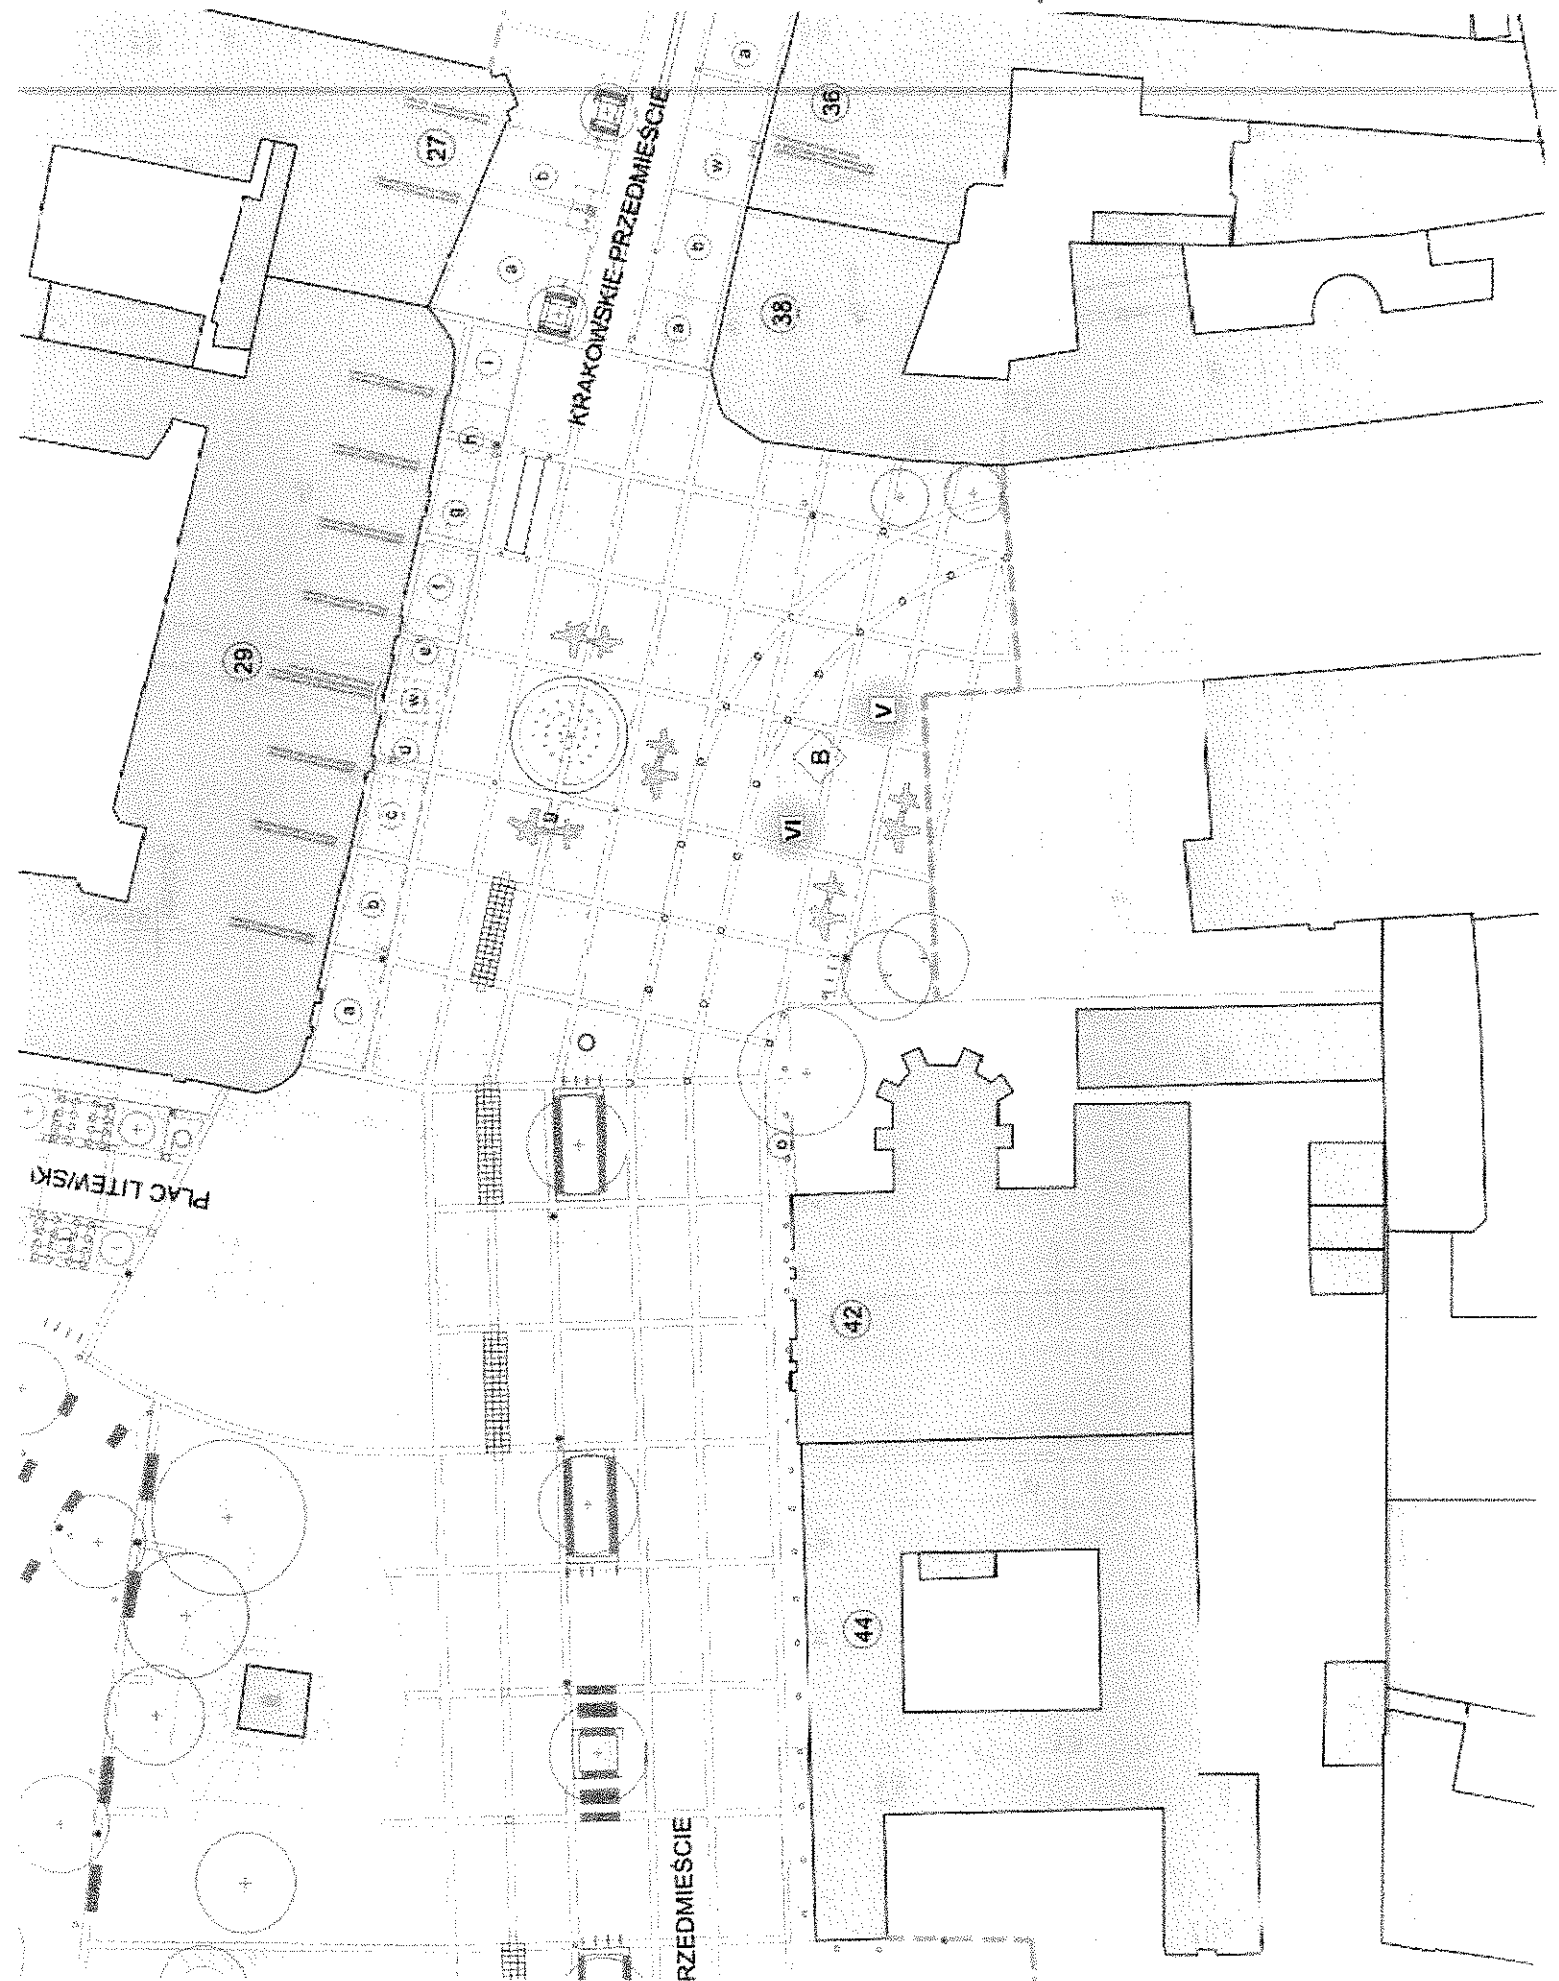 a
36
27
KRAKOWSKIE PRZEDMIEŚCIE
b
w
b
a
38
a
i
h
g
f
29
e
w
V
d
B
c
VI
b
a
PLAC LITEWSKI
42
44
RZEDMIEŚCIE